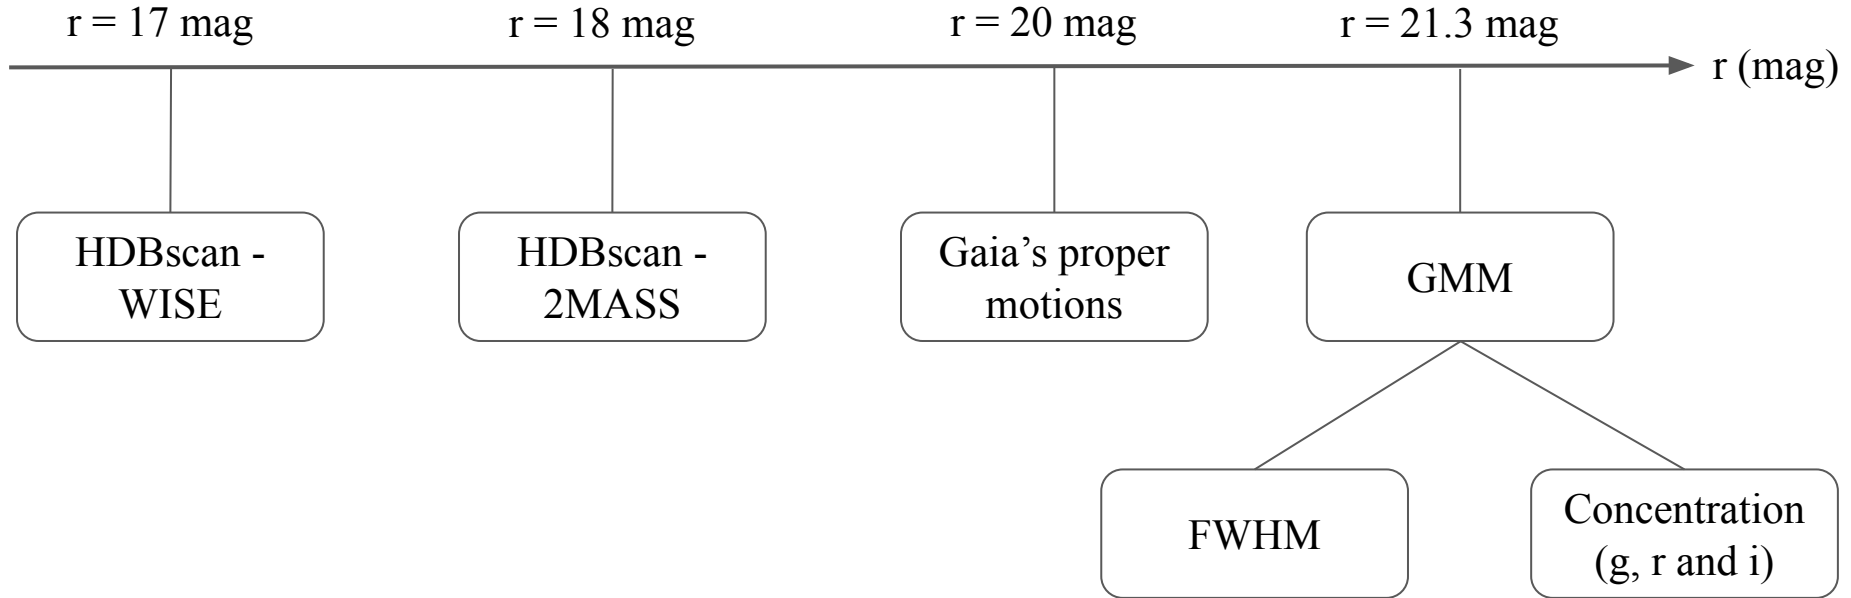 r = 17 mag
r = 18 mag
r = 20 mag
r = 21.3 mag
r (mag)
HDBscan -
WISE
HDBscan -
2MASS
Gaia’s proper
motions
GMM
FWHM
Concentration
(g, r and i)